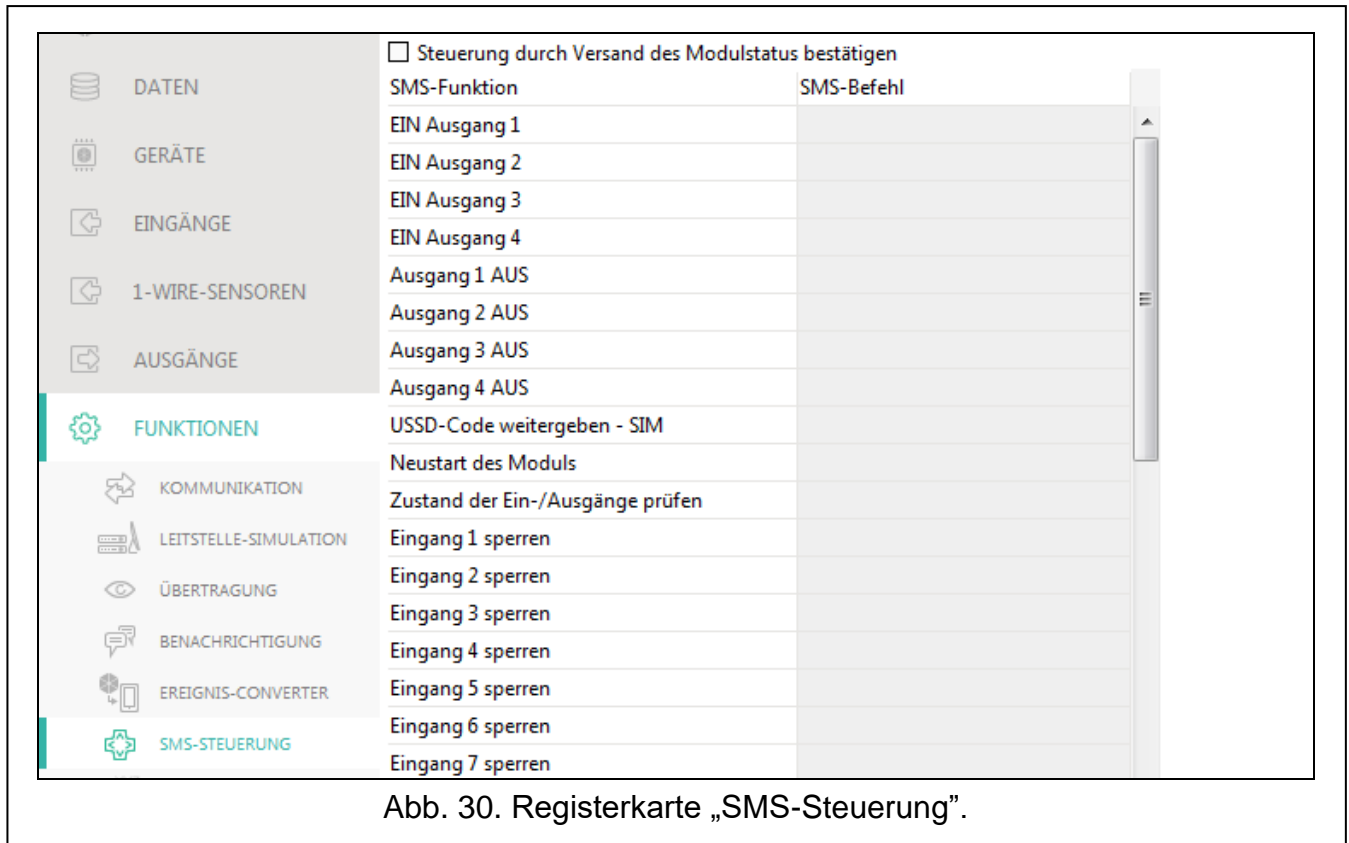 DATEN
GERÄTE
EINGÄNGE
1-WIRE-SENSOREN
AUSGÄNGE
FUNKTIONEN
KOMMUNIKATION
LEITSTELLE-SIMULATION
ÜBERTRAGUNG
BENACHRICHTIGUNG
EREIGNIS-CONVERTER
SMS-STEUERUNG
Steuerung durch Versand des Modulstatus bestätigen
SMS-Funktion SMS-Befehl
EIN Ausgang 1
EIN Ausgang 2
EIN Ausgang 3
EIN Ausgang 4
Ausgang 1 AUS
Ausgang 2 AUS
Ausgang 3 AUS
Ausgang 4 AUS
USSD-Code weitergeben - SIM
Neustart des Moduls
Zustand der Ein-/Ausgänge prüfen
Eingang 1 sperren
Eingang 2 sperren
Eingang 3 sperren
Eingang 4 sperren
Eingang 5 sperren
Eingang 6 sperren
Eingang 7 sperren
Abb. 30. Registerkarte „SMS-Steuerung”.